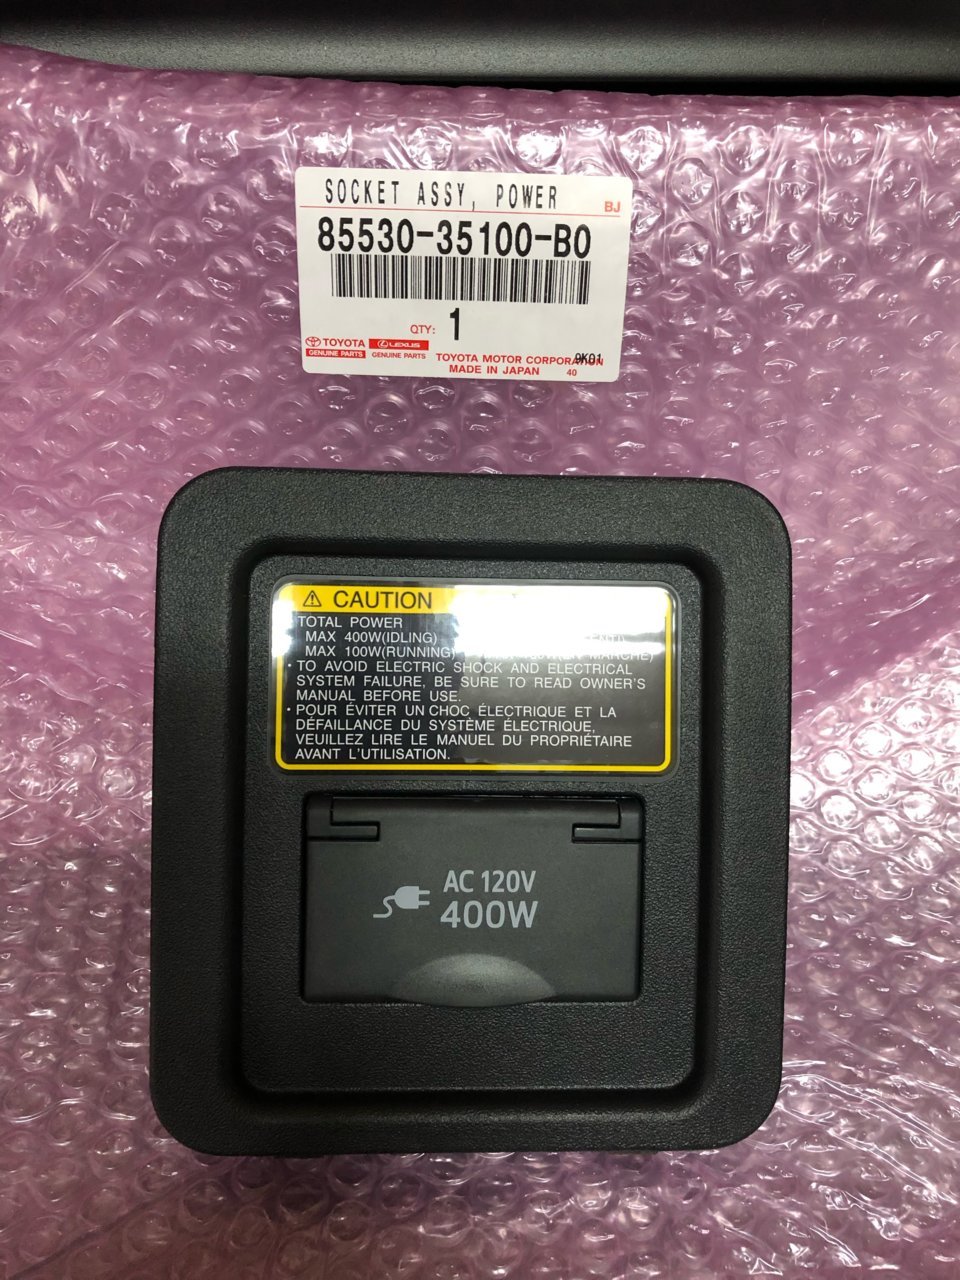 SOCKET ASSY, POWER
BJ
85530-35100-B0
QTY: 1
TOYOTA
GENUINE PARTS
LEXUS
GENUINE PARTS
TOYOTA MOTOR CORPORATION
9K01
MADE IN JAPAN
40
CAUTION
TOTAL POWER
MAX 400W(IDLING)
MAX 100W(RUNNING) (EN MARCHE)
• TO AVOID ELECTRIC SHOCK AND ELECTRICAL
SYSTEM FAILURE, BE SURE TO READ OWNER'S
MANUAL BEFORE USE.
• POUR ÉVITER UN CHOC ÉLECTRIQUE ET LA
DÉFAILLANCE DU SYSTÈME ÉLECTRIQUE,
VEUILLEZ LIRE LE MANUEL DU PROPRIÉTAIRE
AVANT L'UTILISATION.
AC 120V
400W